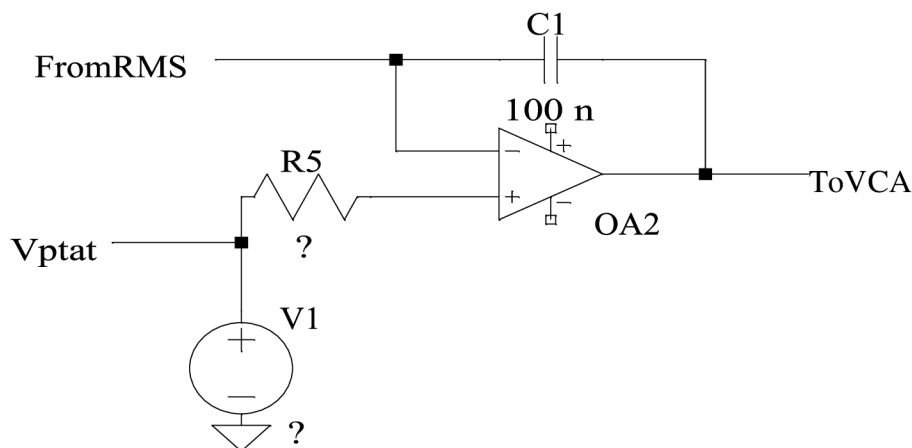 C1
FromRMS
100 n
R5
− +
+ −
ToVCA
OA2
?
Vptat
V1
+
−
?